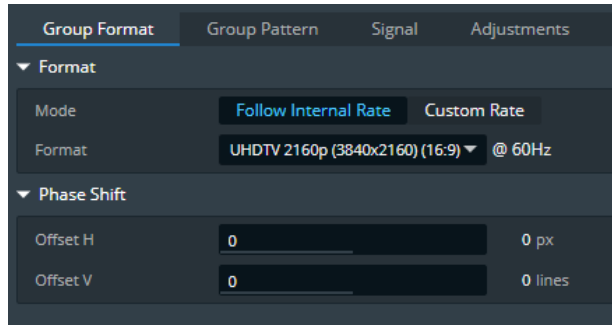 Group Format Group Pattern Signal Adjustments
Format
Mode Follow Internal Rate Custom Rate
Format UHDTV 2160p (3840x2160) (16:9) @ 60Hz
Phase Shift
Offset H 0 0 px
Offset V 0 0 lines